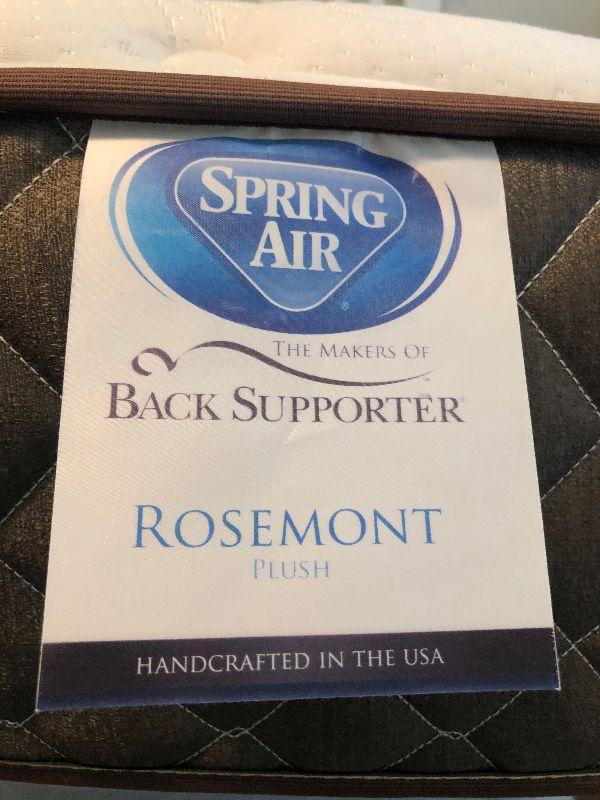 SPRING
AIR
®
THE MAKERS OF
BACK SUPPORTER
ROSEMONT
PLUSH
HANDCRAFTED IN THE USA